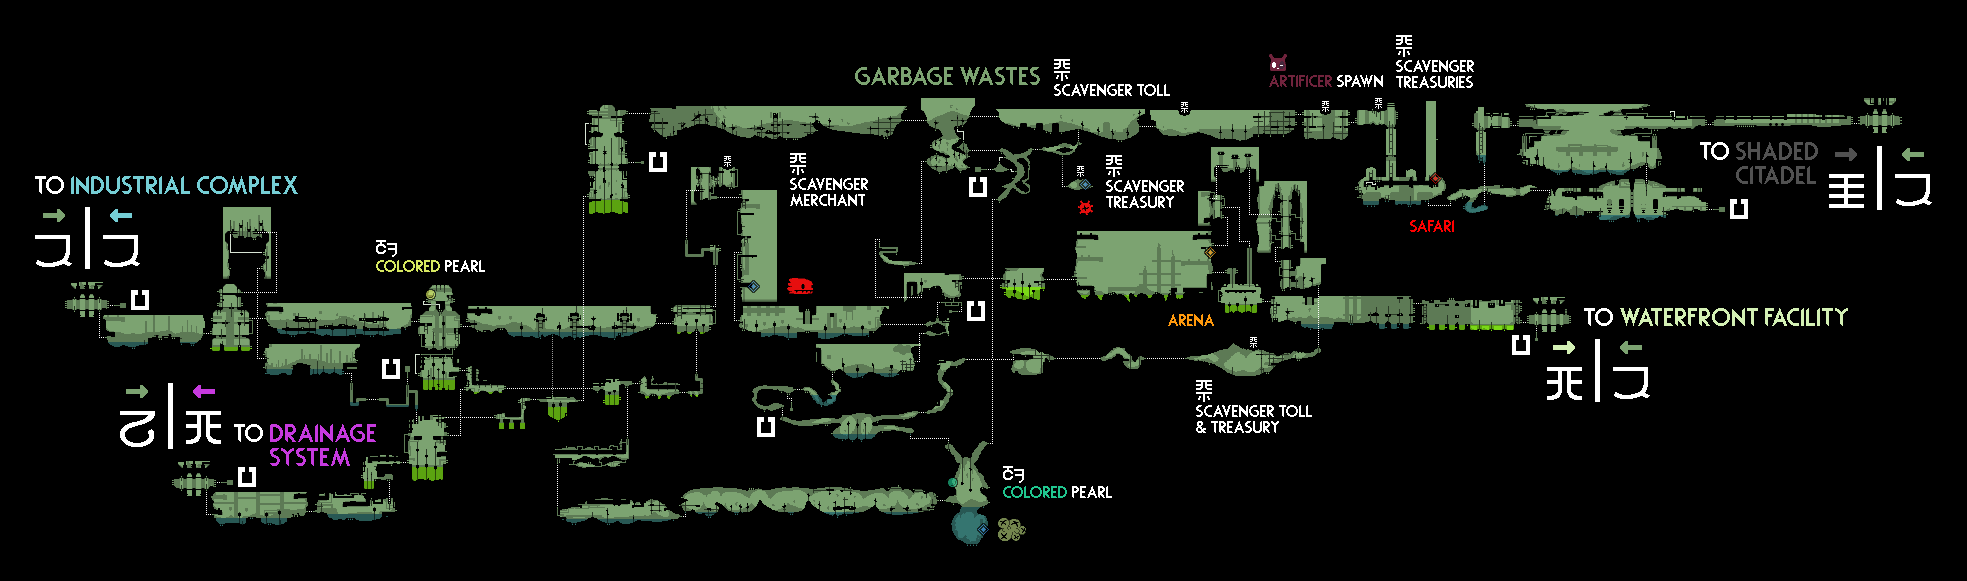 GARBAGE WASTES
SCAVENGER TOLL
ARTIFICER SPAWN
SCAVENGER
TREASURIES
TO INDUSTRIAL COMPLEX
SCAVENGER
MERCHANT
SCAVENGER
TREASURY
TO SHADED
CITADEL
SAFARI
COLORED PEARL
ARENA
TO WATERFRONT FACILITY
SCAVENGER TOLL
& TREASURY
TO DRAINAGE
SYSTEM
COLORED PEARL